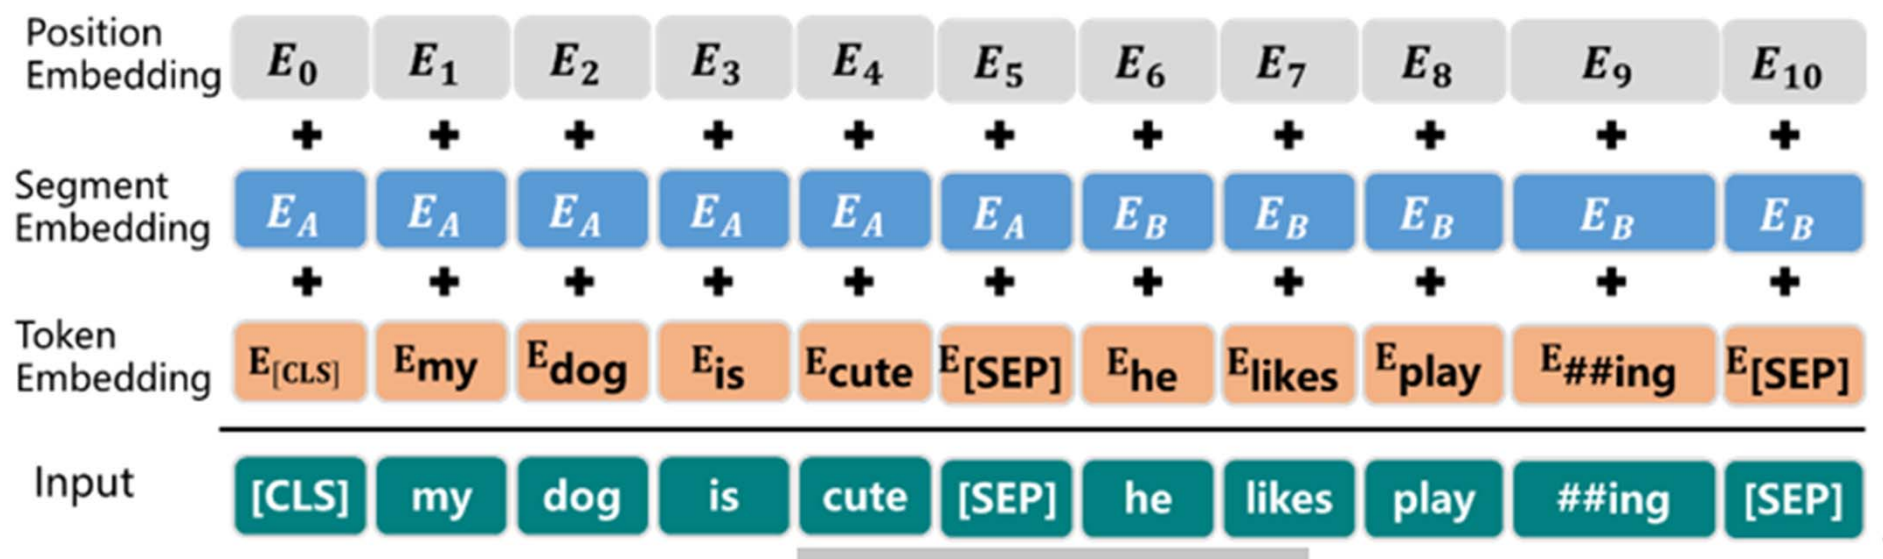 Position
Embedding
E0 E1 E2 E3 E4 E5 E6 E7 E8 E9 E10
+ + + + + + + + + + +
Segment
Embedding
EA EA EA EA EA EA EB EB EB EB EB
+ + + + + + + + + + +
Token
Embedding
E[CLS] Emy Edog Eis Ecute E[SEP] Ehe Elikes Eplay E##ing E[SEP]
Input
[CLS] my dog is cute [SEP] he likes play ##ing [SEP]